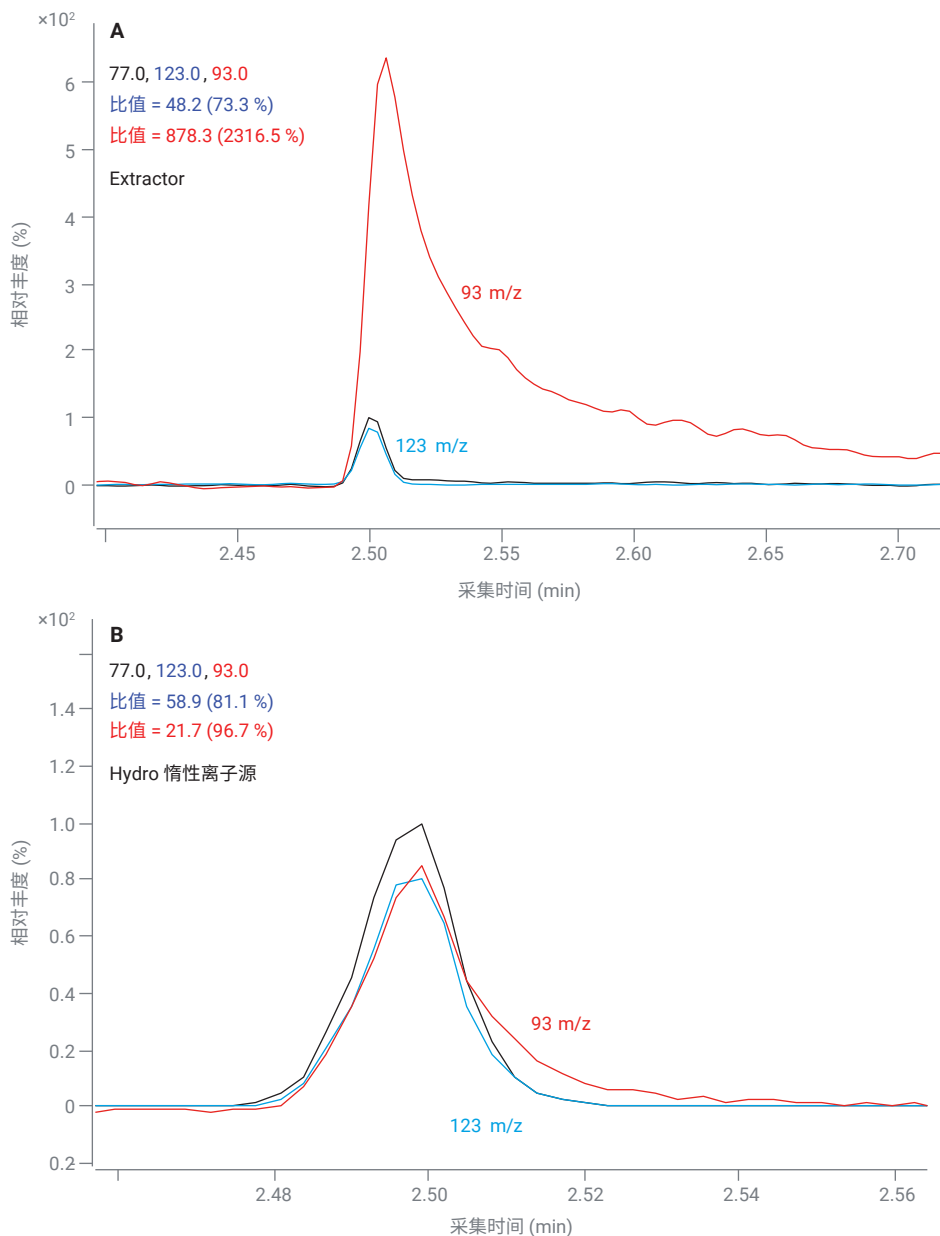 ×10²
A
77.0, 123.0, 93.0
比值 = 48.2 (73.3 %)
比值 = 878.3 (2316.5 %)
Extractor
6
5
4
3
2
1
0
相对丰度 (%)
93 m/z
123 m/z
2.45 2.50 2.55 2.60 2.65 2.70
采集时间 (min)
×10²
B
77.0, 123.0, 93.0
比值 = 58.9 (81.1 %)
比值 = 21.7 (96.7 %)
Hydro 惰性离子源
1.4
1.2
1.0
0.8
0.6
0.4
0.2
0
0.2
相对丰度 (%)
93 m/z
123 m/z
2.48 2.50 2.52 2.54 2.56
采集时间 (min)